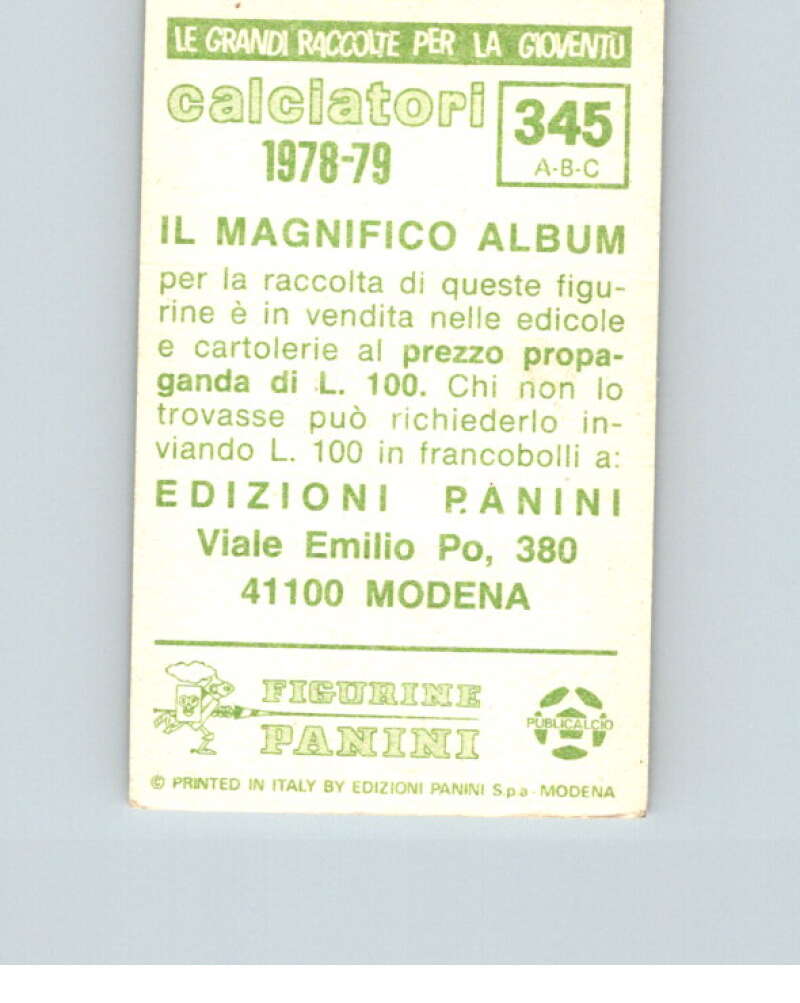 LE GRANDI RACCOLTE PER LA GIOVENTÙ
calciatori
1978-79
345
A-B-C
IL MAGNIFICO ALBUM
per la raccolta di queste figu-
rine è in vendita nelle edicole
e cartolerie al prezzo propa-
ganda di L. 100. Chi non lo
trovasse può richiederlo in-
viando L. 100 in francobolli a:
EDIZIONI PANINI
Viale Emilio Po, 380
41100 MODENA
FIGURINE
PANINI
PUBLICALCIO
© PRINTED IN ITALY BY EDIZIONI PANINI S.p.a - MODENA